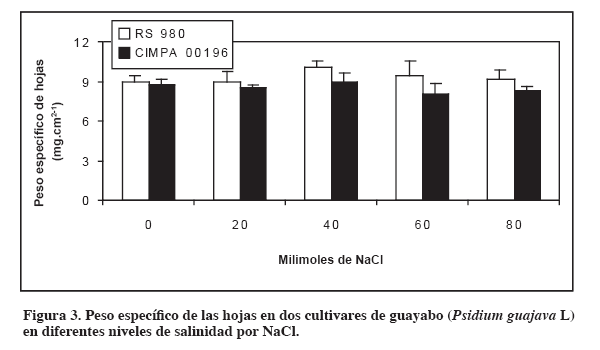 RS 980
CIMPA 00196
Peso específico de hojas
(mg.cm²⁻¹)
12
9
6
3
0
0 20 40 60 80
Milimoles de NaCl
Figura 3. Peso específico de las hojas en dos cultivares de guayabo (Psidium guajava L)
en diferentes niveles de salinidad por NaCl.